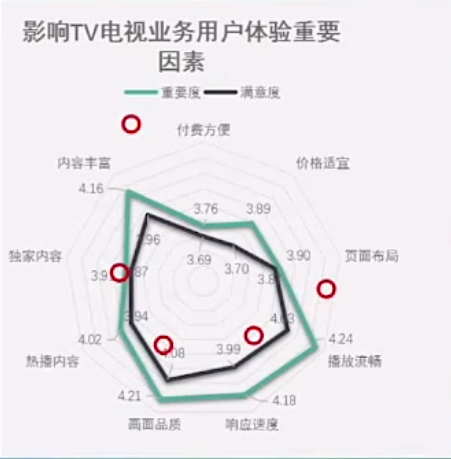 影响TV电视业务用户体验重要
因素
重要度 满意度
付费方便
内容丰富 价格适宜
4.16
3.76 3.89
3.96
独家内容 3.69 3.70 3.90 页面布局
3.9 3.87 3.8
3.94 4.03
4.02 4.24
热播内容 4.08 3.99 播放流畅
4.21 4.18
画面品质 响应速度